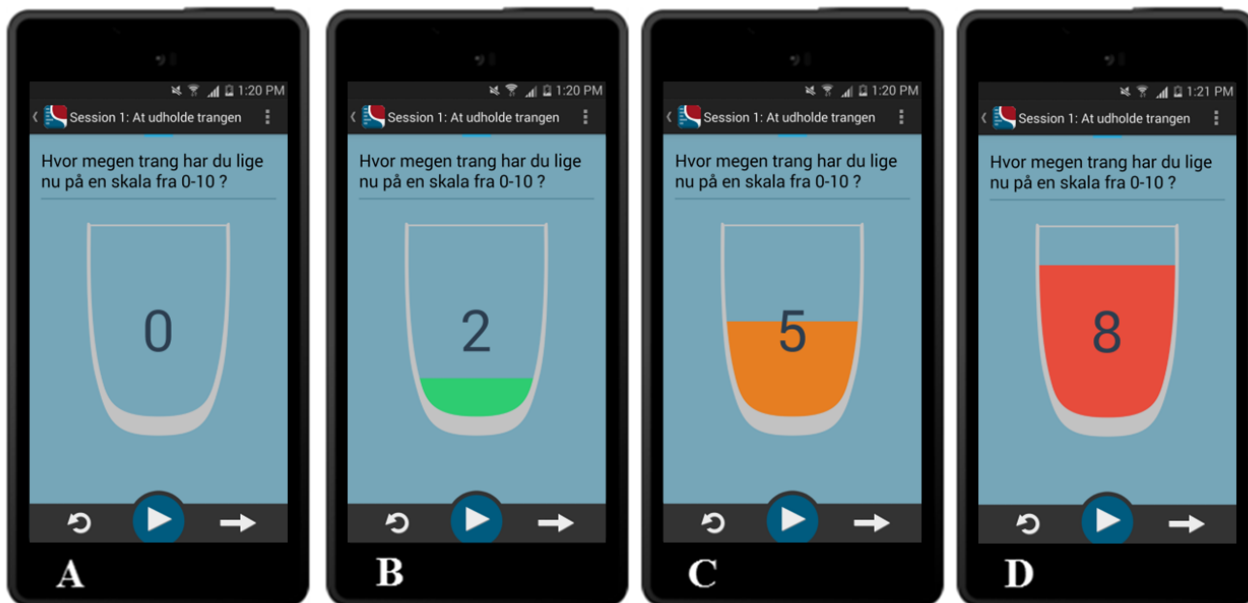 1:20 PM
Session 1: At udholde trangen
Hvor megen trang har du lige
nu på en skala fra 0-10 ?
0
A
1:20 PM
Session 1: At udholde trangen
Hvor megen trang har du lige
nu på en skala fra 0-10 ?
2
B
1:20 PM
Session 1: At udholde trangen
Hvor megen trang har du lige
nu på en skala fra 0-10 ?
5
C
1:21 PM
Session 1: At udholde trangen
Hvor megen trang har du lige
nu på en skala fra 0-10 ?
8
D